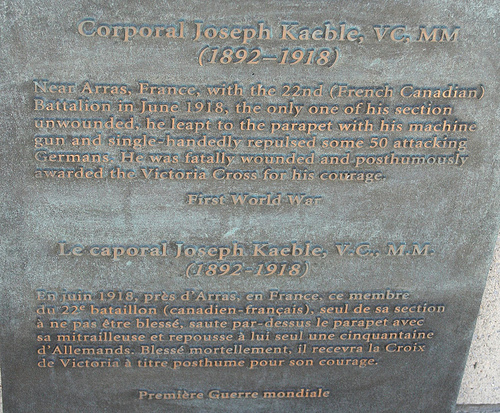 Corporal Joseph Kaeble, VC, MM
(1892–1918)
Near Arras, France, with the 22nd (French Canadian)
Battalion in June 1918, the only one of his section
unwounded, he leapt to the parapet with his machine
gun and single-handedly repulsed some 50 attacking
Germans. He was fatally wounded and posthumously
awarded the Victoria Cross for his courage.
First World War
Le caporal Joseph Kaeble, V.C., M.M.
(1892-1918)
En juin 1918, près d'Arras, en France, ce membre
du 22e bataillon (canadien-français), seul de sa section
à ne pas être blessé, saute par-dessus le parapet avec
sa mitrailleuse et repousse à lui seul une cinquantaine
d'Allemands. Blessé mortellement, il recevra la Croix
de Victoria à titre posthume pour son courage.
Première Guerre mondiale